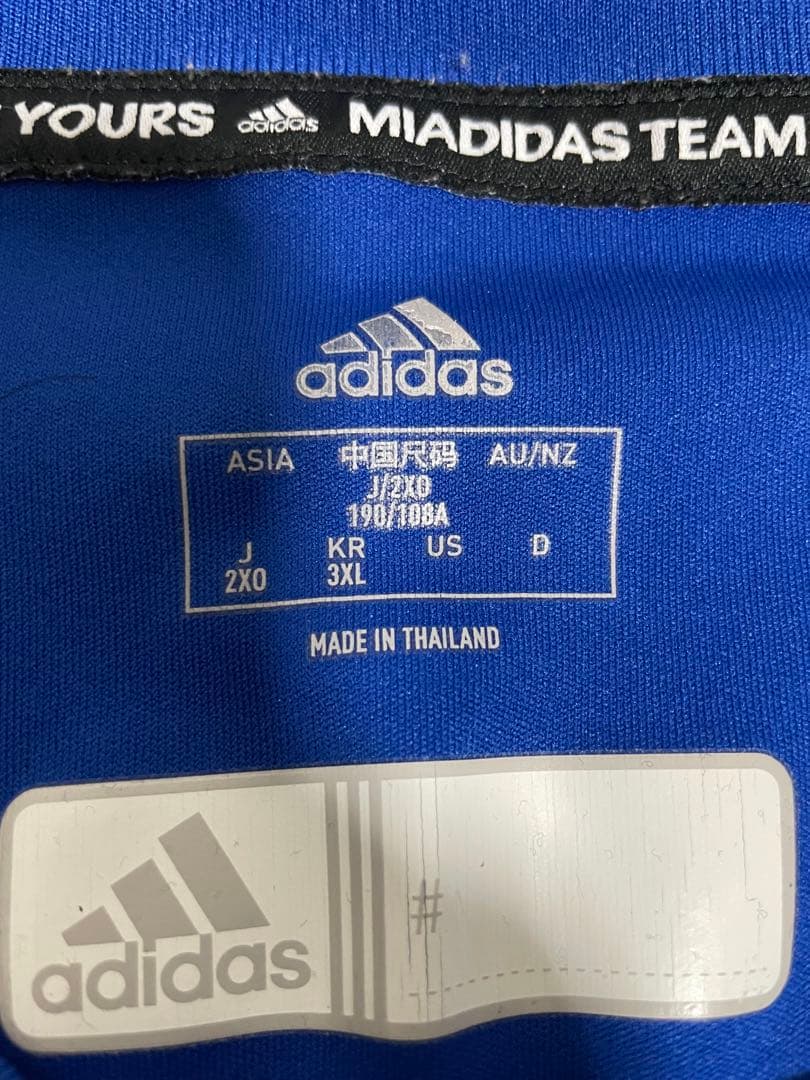 YOURS adidas MIADIDAS TEAM
adidas
ASIA 中国尺码 AU/NZ
J/2XO
190/108A
J KR US D
2XO 3XL
MADE IN THAILAND
adidas #